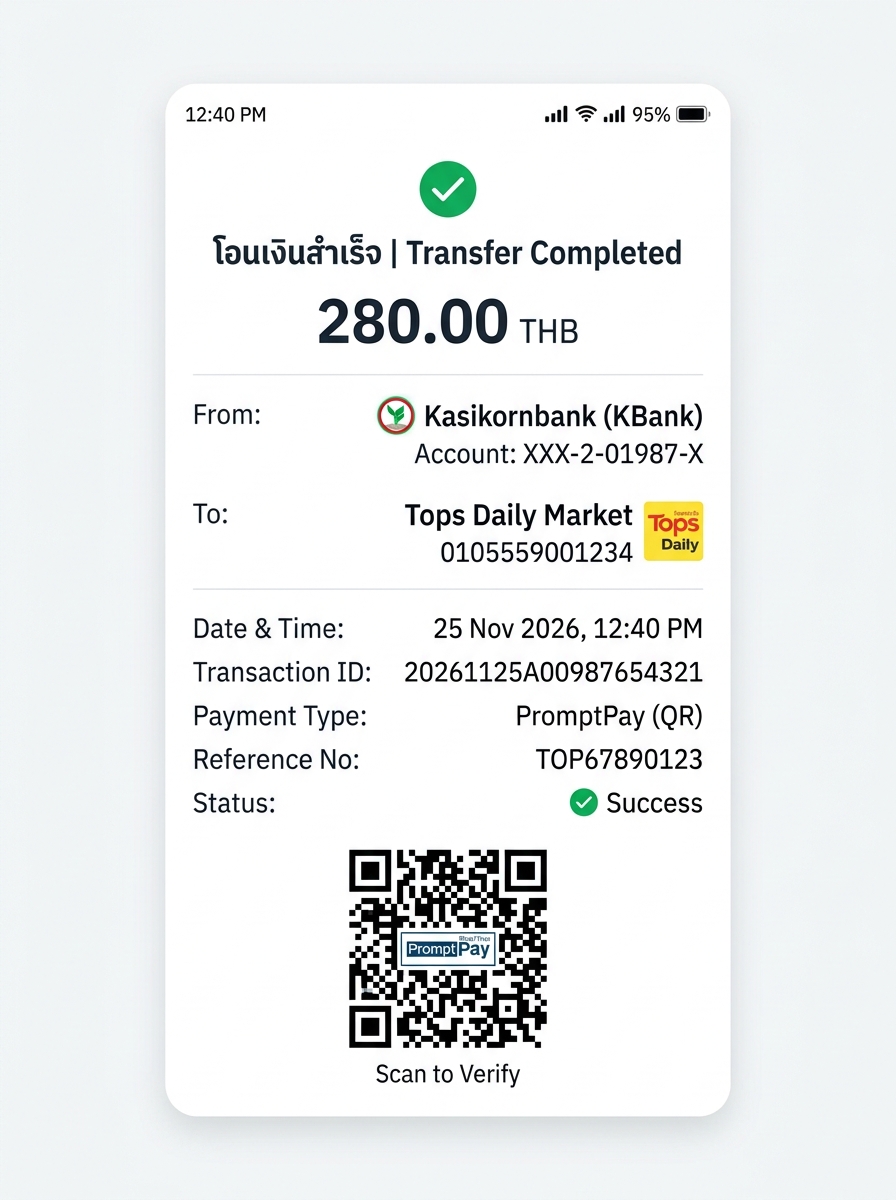 12:40 PM 95%
โอนเงินสำเร็จ | Transfer Completed
280.00 THB
From: Kasikornbank (KBank)
Account: XXX-2-01987-X
To: Tops Daily Market
0105559001234
Tops
Daily
Date & Time: 25 Nov 2026, 12:40 PM
Transaction ID: 20261125A00987654321
Payment Type: PromptPay (QR)
Reference No: TOP67890123
Status: Success
PromptPay
Scan to Verify